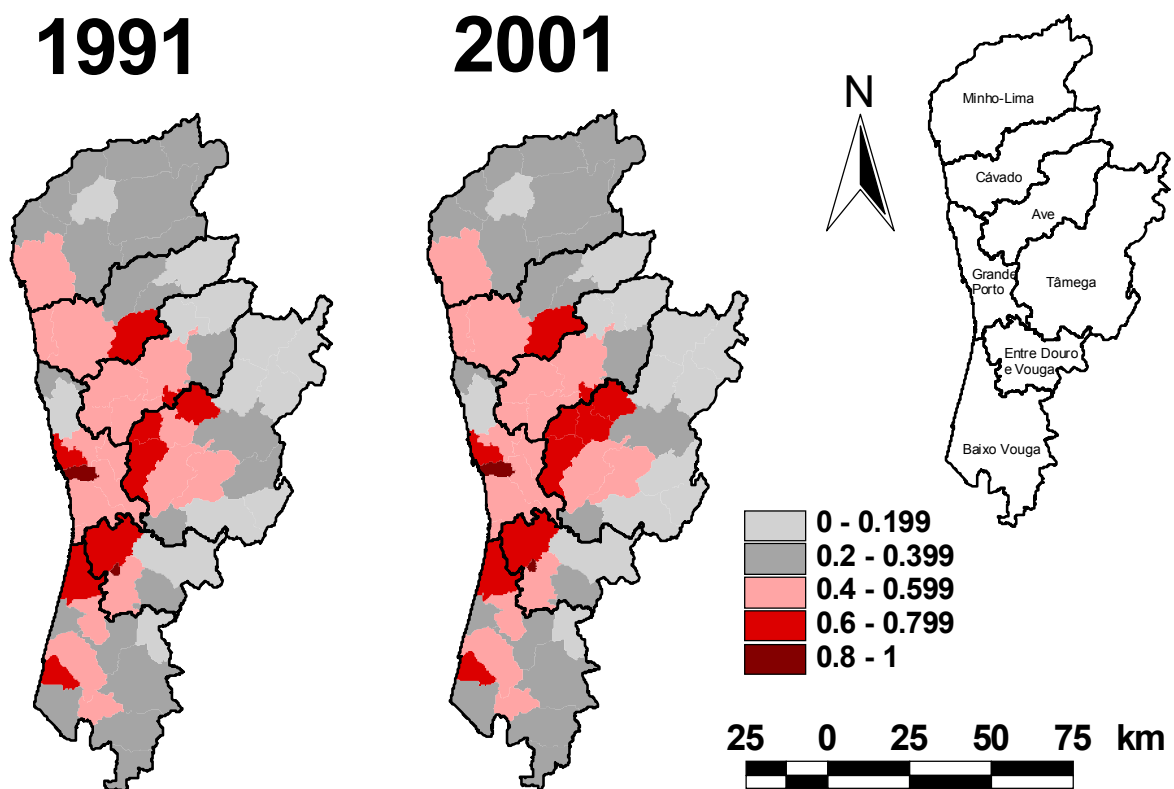 1991
2001
N
Minho-Lima
Cávado
Ave
Grande
Porto
Tâmega
Entre Douro
e Vouga
Baixo Vouga
0 - 0.199
0.2 - 0.399
0.4 - 0.599
0.6 - 0.799
0.8 - 1
25 0 25 50 75 km